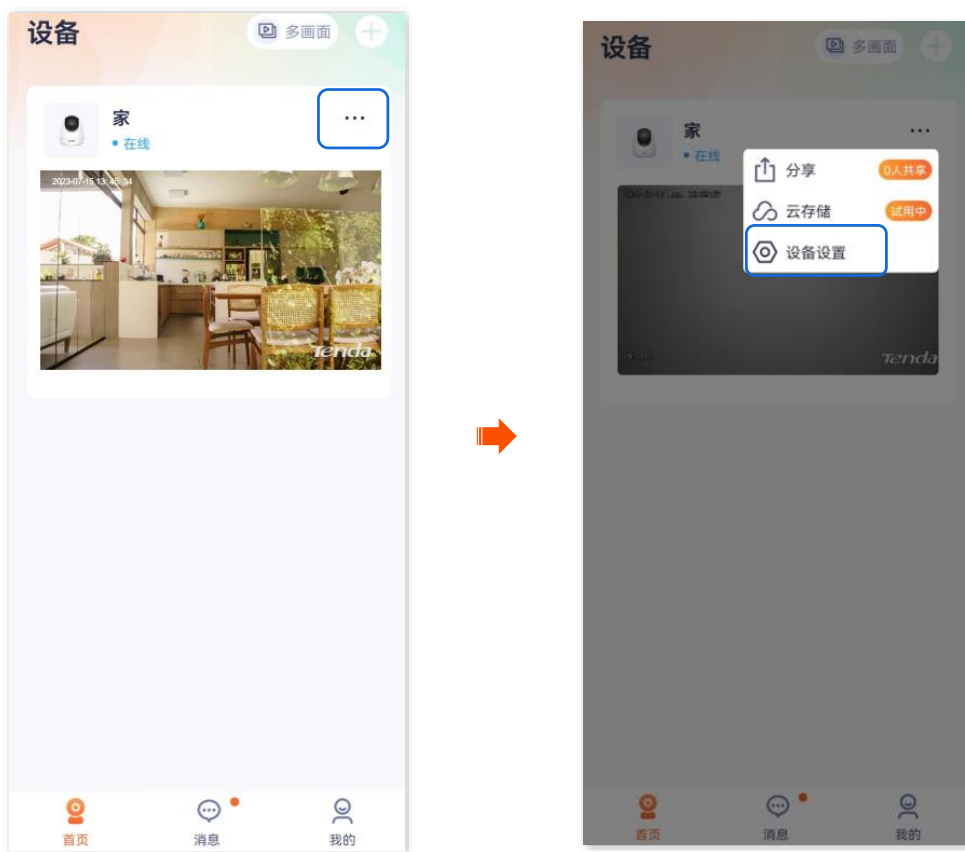 设备
多画面
家
...
在线
2023-07-15 13:45:34
Tenda
首页
消息
我的
设备
多画面
家
...
在线
分享
0人共享
云存储
试用中
设备设置
Tenda
首页
消息
我的